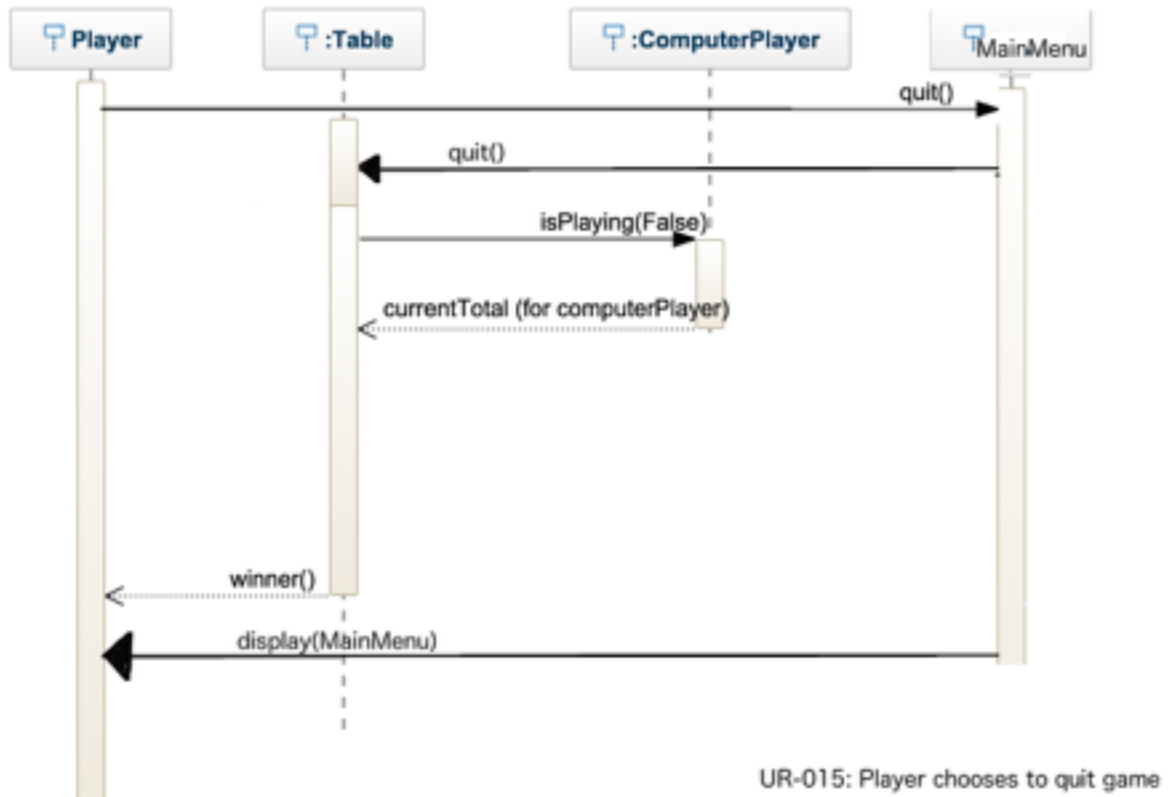 Player
:Table
:ComputerPlayer
MainMenu
quit()
quit()
isPlaying(False)
currentTotal (for computerPlayer)
winner()
display(MainMenu)
UR-015: Player chooses to quit game